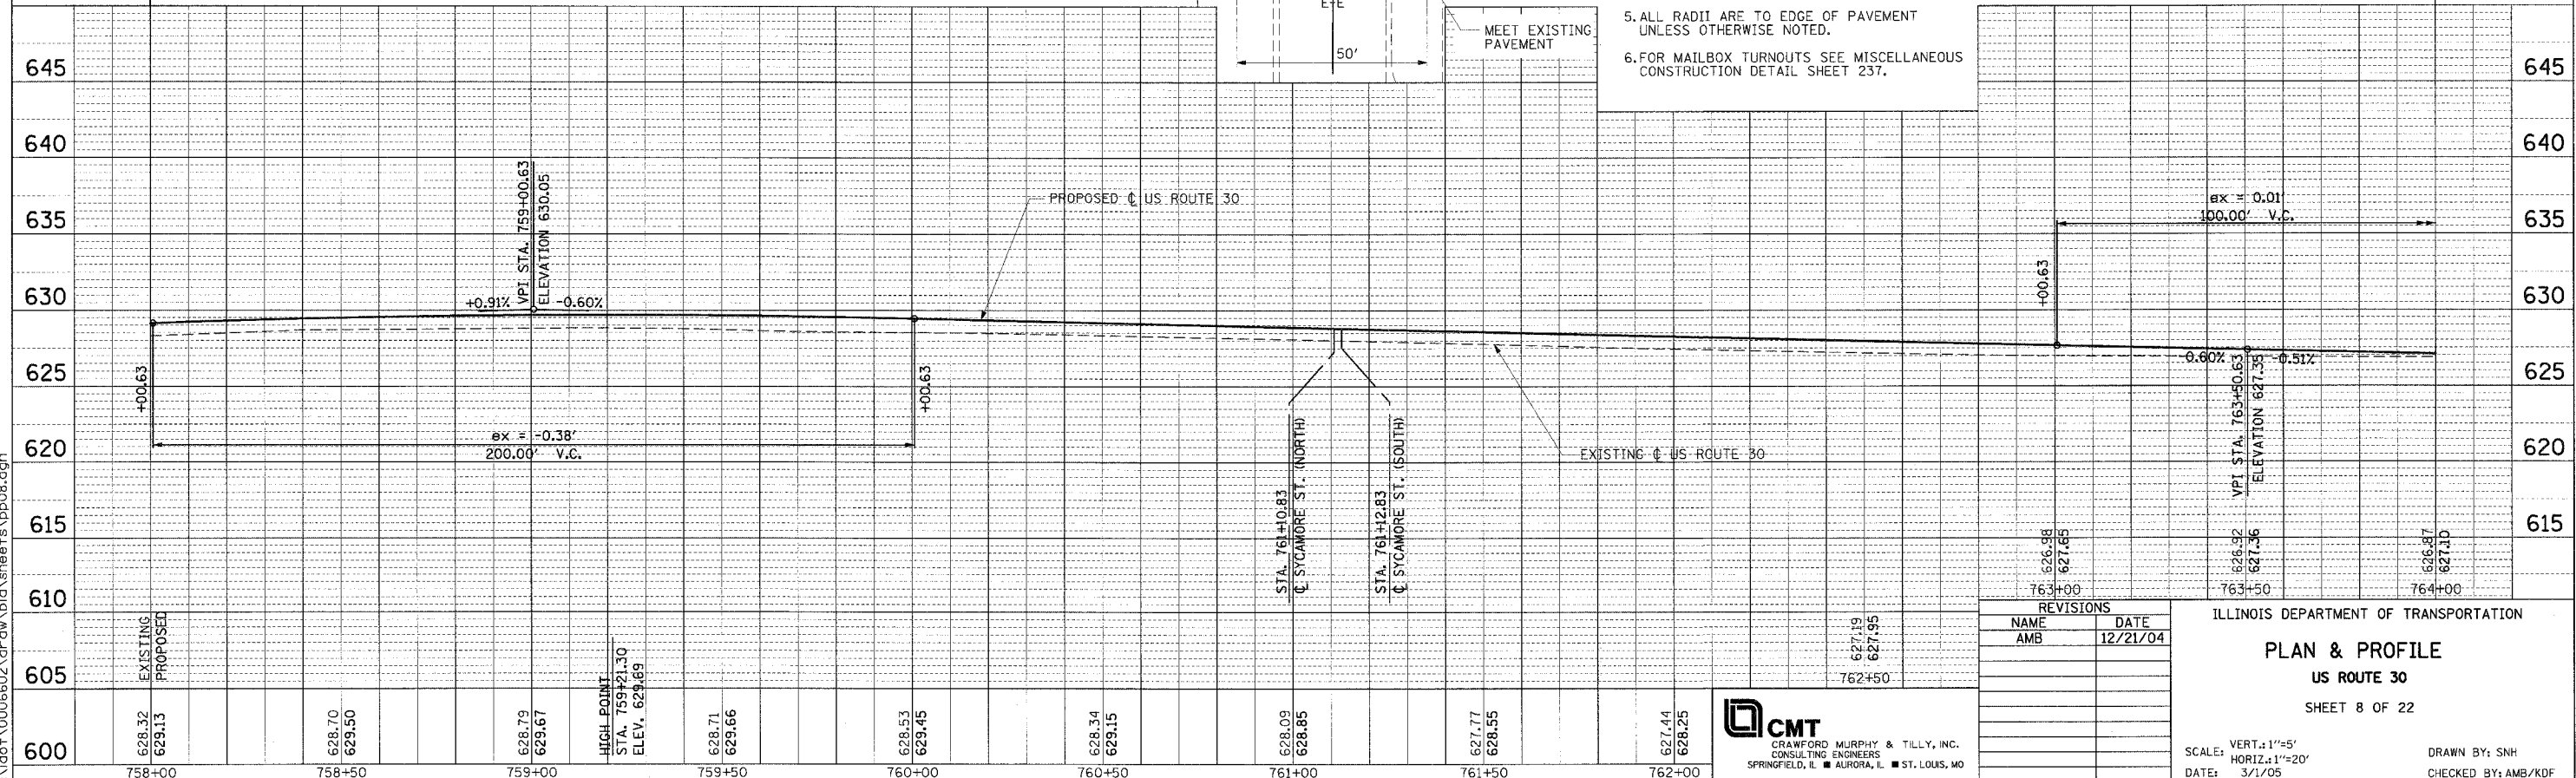 E-E
50'
MEET EXISTING
PAVEMENT
5. ALL RADII ARE TO EDGE OF PAVEMENT
UNLESS OTHERWISE NOTED.
6. FOR MAILBOX TURNOUTS SEE MISCELLANEOUS
CONSTRUCTION DETAIL SHEET 237.
645
645
640
640
635
635
630
630
625
625
620
620
615
615
610
605
600
VPI STA. 759+00.63
ELEVATION 630.05
+0.91%
-0.60%
PROPOSED ℄ US ROUTE 30
ex = 0.01'
100.00' V.C.
+00.63
+00.63
+00.63
ex = -0.38'
200.00' V.C.
EXISTING ℄ US ROUTE 30
-0.60%
-0.51%
VPI STA. 763+50.63
ELEVATION 627.35
STA. 761+10.83
℄ SYCAMORE ST. (NORTH)
STA. 761+12.83
℄ SYCAMORE ST. (SOUTH)
EXISTING
PROPOSED
HIGH POINT
STA. 759+21.30
ELEV. 629.69
628.32
629.13
628.70
629.50
628.79
629.67
628.71
629.66
628.53
629.45
628.34
629.15
628.09
628.85
627.77
628.55
627.44
628.25
627.19
627.95
626.98
627.65
626.92
627.36
626.87
627.10
758+00
758+50
759+00
759+50
760+00
760+50
761+00
761+50
762+00
762+50
763+00
763+50
764+00
CMT
CRAWFORD MURPHY & TILLY, INC.
CONSULTING ENGINEERS
SPRINGFIELD, IL ■ AURORA, IL ■ ST. LOUIS, MO
REVISIONS
NAME DATE
AMB 12/21/04
ILLINOIS DEPARTMENT OF TRANSPORTATION
PLAN & PROFILE
US ROUTE 30
SHEET 8 OF 22
SCALE: VERT.: 1"=5'
HORIZ.: 1"=20'
DATE: 3/1/05
DRAWN BY: SNH
CHECKED BY: AMB/KDF